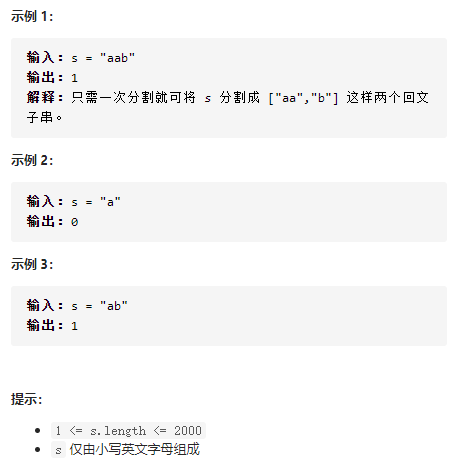 示例 1：
输入：s = "aab"
输出：1
解释：只需一次分割就可将 s 分割成 ["aa","b"] 这样两个回文
子串。
示例 2：
输入：s = "a"
输出：0
示例 3：
输入：s = "ab"
输出：1
提示：
• 1 <= s.length <= 2000
• s 仅由小写英文字母组成